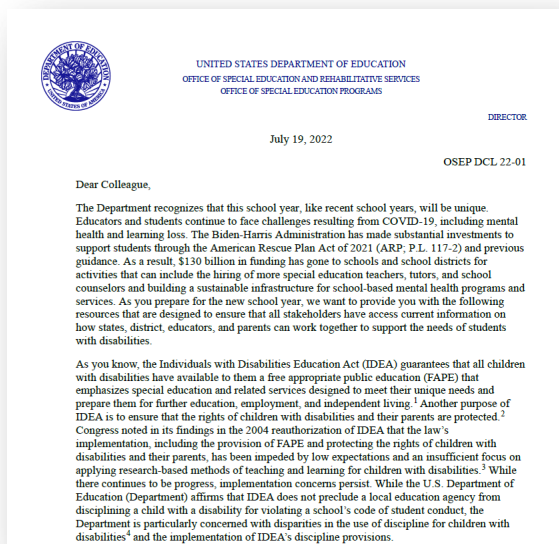 DEPARTMENT OF EDUCATION
UNITED STATES OF AMERICA
UNITED STATES DEPARTMENT OF EDUCATION
OFFICE OF SPECIAL EDUCATION AND REHABILITATIVE SERVICES
OFFICE OF SPECIAL EDUCATION PROGRAMS
DIRECTOR
July 19, 2022
OSEP DCL 22-01
Dear Colleague,
The Department recognizes that this school year, like recent school years, will be unique.
Educators and students continue to face challenges resulting from COVID-19, including mental
health and learning loss. The Biden-Harris Administration has made substantial investments to
support students through the American Rescue Plan Act of 2021 (ARP; P.L. 117-2) and previous
guidance. As a result, $130 billion in funding has gone to schools and school districts for
activities that can include the hiring of more special education teachers, tutors, and school
counselors and building a sustainable infrastructure for school-based mental health programs and
services. As you prepare for the new school year, we want to provide you with the following
resources that are designed to ensure that all stakeholders have access current information on
how states, district, educators, and parents can work together to support the needs of students
with disabilities.
As you know, the Individuals with Disabilities Education Act (IDEA) guarantees that all children
with disabilities have available to them a free appropriate public education (FAPE) that
emphasizes special education and related services designed to meet their unique needs and
prepare them for further education, employment, and independent living.¹ Another purpose of
IDEA is to ensure that the rights of children with disabilities and their parents are protected.²
Congress noted in its findings in the 2004 reauthorization of IDEA that the law's
implementation, including the provision of FAPE and protecting the rights of children with
disabilities and their parents, has been impeded by low expectations and an insufficient focus on
applying research-based methods of teaching and learning for children with disabilities.³ While
there continues to be progress, implementation concerns persist. While the U.S. Department of
Education (Department) affirms that IDEA does not preclude a local education agency from
disciplining a child with a disability for violating a school's code of student conduct, the
Department is particularly concerned with disparities in the use of discipline for children with
disabilities⁴ and the implementation of IDEA's discipline provisions.